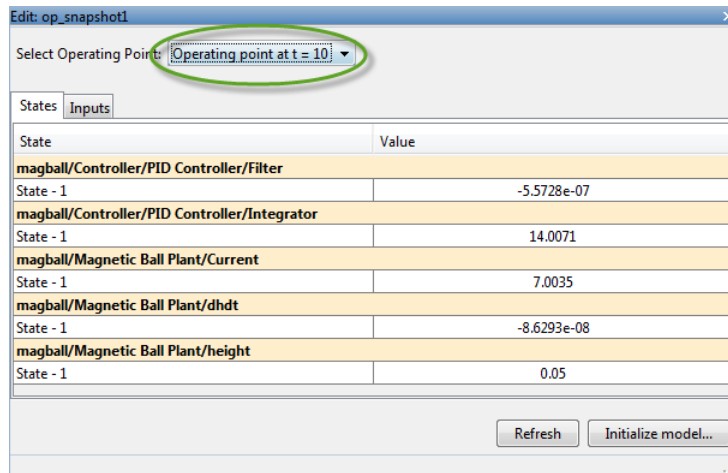 Edit: op_snapshot1
Select Operating Point: Operating point at t = 10
States Inputs
State Value
magball/Controller/PID Controller/Filter
State - 1 -5.5728e-07
magball/Controller/PID Controller/Integrator
State - 1 14.0071
magball/Magnetic Ball Plant/Current
State - 1 7.0035
magball/Magnetic Ball Plant/dhdt
State - 1 -8.6293e-08
magball/Magnetic Ball Plant/height
State - 1 0.05
Refresh Initialize model...